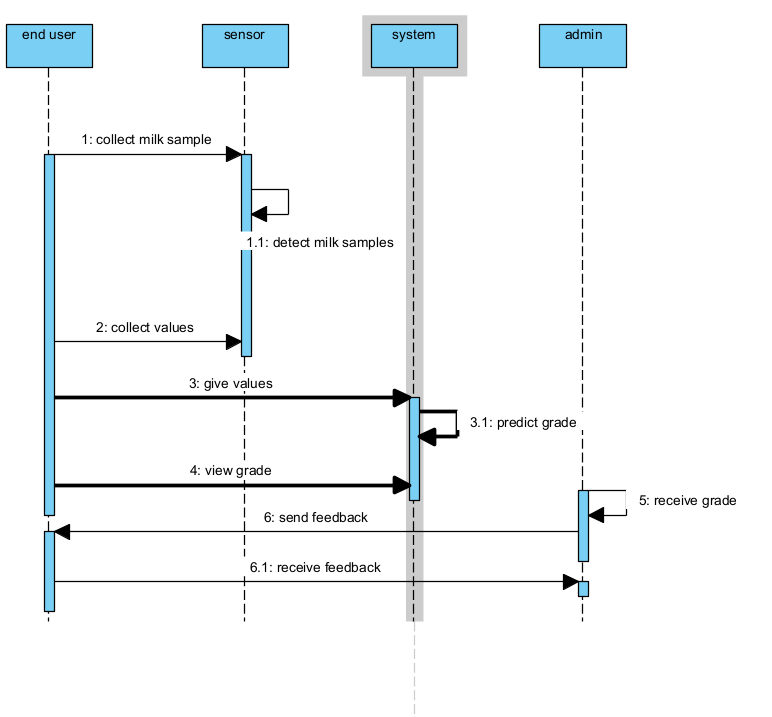 end user
sensor
system
admin
1: collect milk sample
1.1: detect milk samples
2: collect values
3: give values
3.1: predict grade
4: view grade
5: receive grade
6: send feedback
6.1: receive feedback